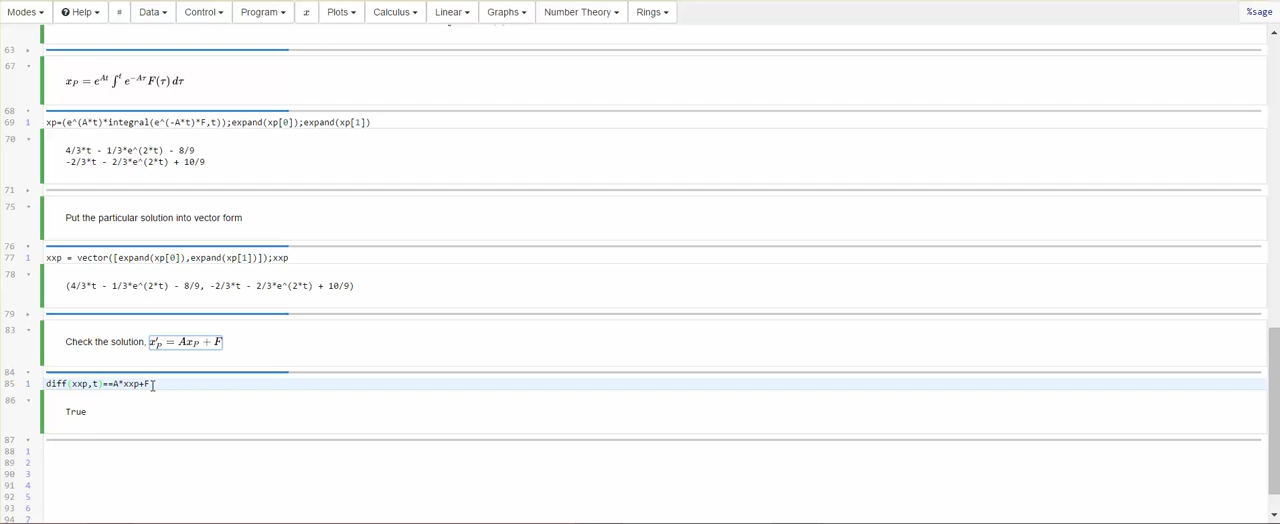 Modes Help # Data Control Program x Plots Calculus Linear Graphs Number Theory Rings %sage
63
67
x_P = e^{At} ∫^t e^{-Aτ} F(τ) dτ
68
69 1 xp=(e^(A*t)*integral(e^(-A*t)*F,t));expand(xp[0]);expand(xp[1])
70
4/3*t - 1/3*e^(2*t) - 8/9
-2/3*t - 2/3*e^(2*t) + 10/9
71
75
Put the particular solution into vector form
76
77 1 xxp = vector([expand(xp[0]),expand(xp[1])]);xxp
78
(4/3*t - 1/3*e^(2*t) - 8/9, -2/3*t - 2/3*e^(2*t) + 10/9)
79
83
Check the solution, x'_p = Ax_P + F
84
85 1 diff(xxp,t)==A*xxp+F
86
True
87
88 1
89 2
90 3
91 4
92 5
93 6
94 7